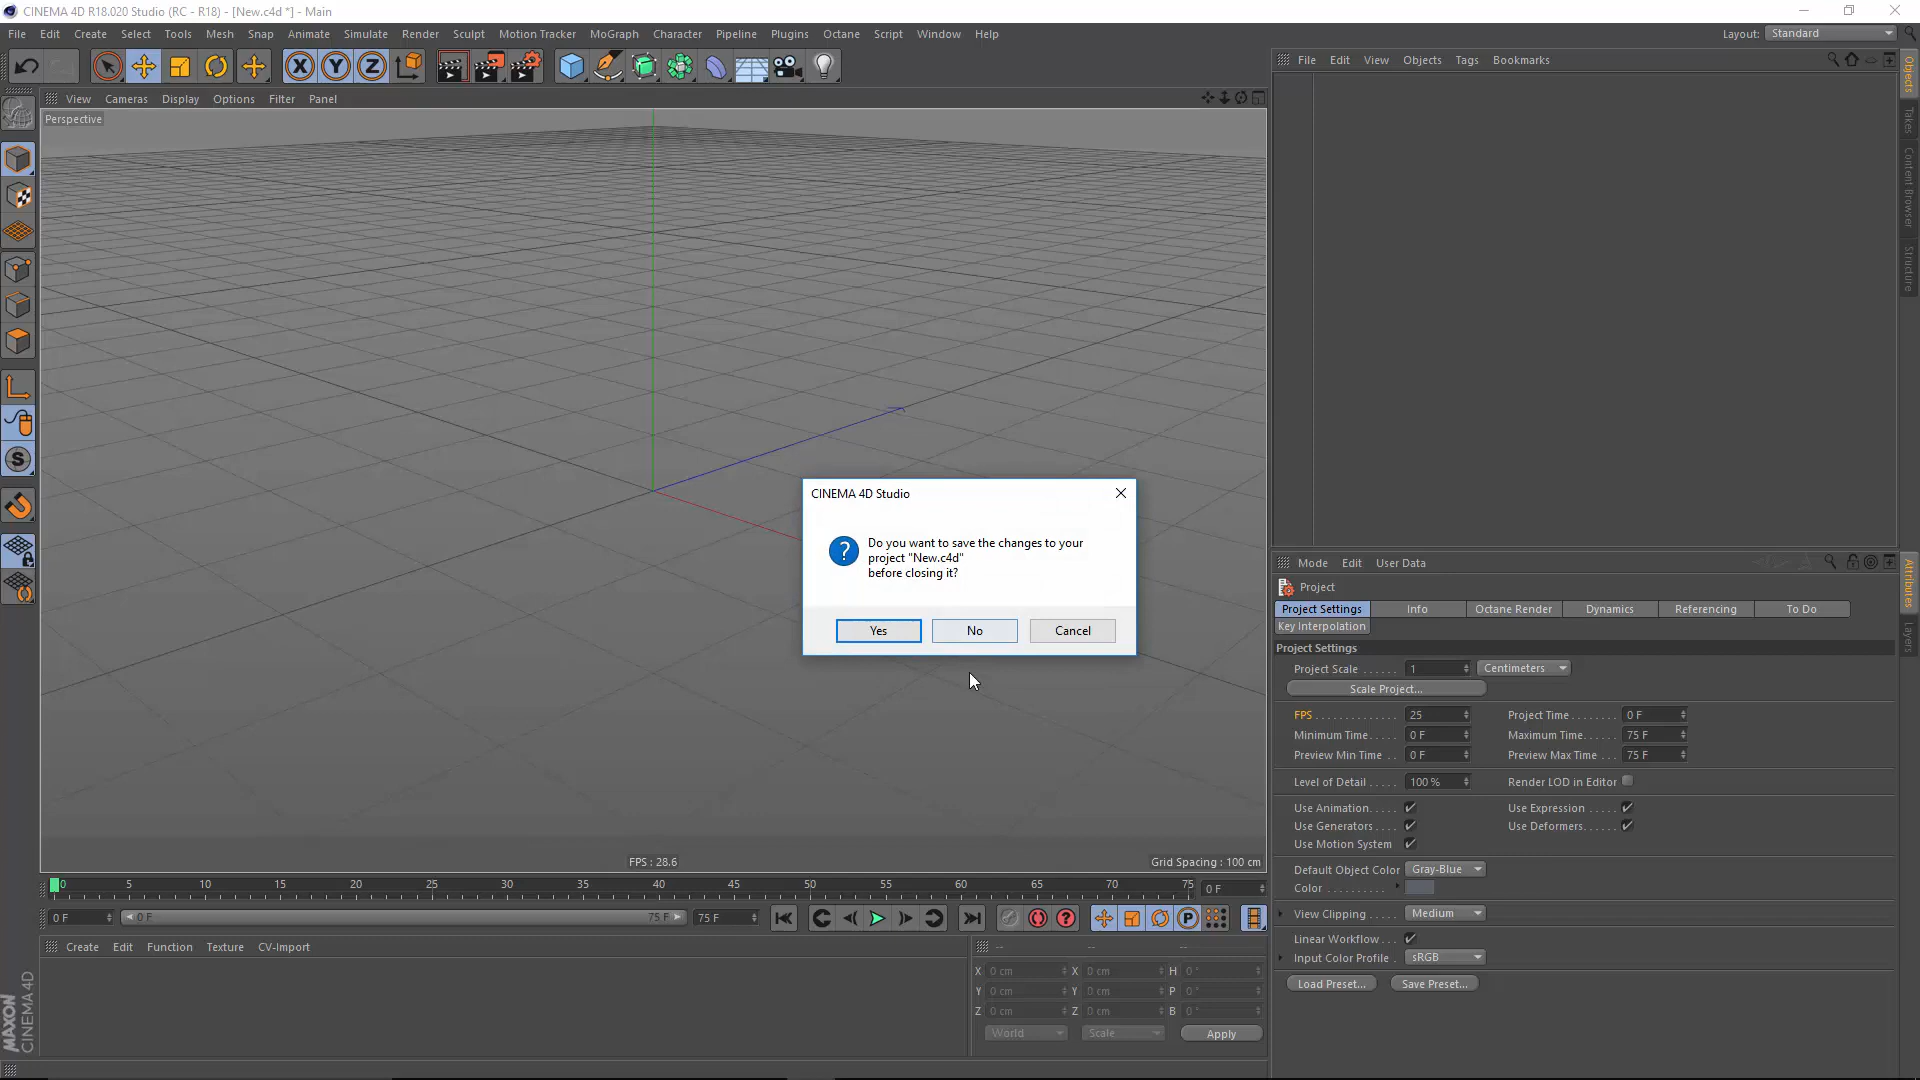 CINEMA 4D R18.020 Studio (RC - R18) - [New.c4d *] - Main
File Edit Create Select Tools Mesh Snap Animate Simulate Render Sculpt Motion Tracker MoGraph Character Pipeline Plugins Octane Script Window Help
Layout: Standard
X Y Z
File Edit View Objects Tags Bookmarks
View Cameras Display Options Filter Panel
Perspective
Objects
Takes
Content Browser
Structure
CINEMA 4D Studio
Do you want to save the changes to your
project "New.c4d"
before closing it?
Yes No Cancel
FPS : 28.6
Grid Spacing : 100 cm
Mode Edit User Data
Attributes
Layers
Project
Project Settings Info Octane Render Dynamics Referencing To Do
Key Interpolation
Project Settings
Project Scale ...... 1 Centimeters
Scale Project...
FPS .............. 25 Project Time ........ 0 F
Minimum Time..... 0 F Maximum Time..... 75 F
Preview Min Time .. 0 F Preview Max Time ... 75 F
Level of Detail ..... 100 % Render LOD in Editor
Use Animation..... Use Expression .....
Use Generators .... Use Deformers......
Use Motion System
Default Object Color Gray-Blue
Color ..........
View Clipping ...... Medium
Linear Workflow...
Input Color Profile . sRGB
Load Preset... Save Preset...
0 5 10 15 20 25 30 35 40 45 50 55 60 65 70 75 0 F
0 F 0 F 75 F 75 F
P
S
Create Edit Function Texture CV-Import
-- -- --
X 0 cm X 0 cm H 0 °
Y 0 cm Y 0 cm P 0 °
Z 0 cm Z 0 cm B 0 °
World Scale Apply
MAXON
CINEMA 4D